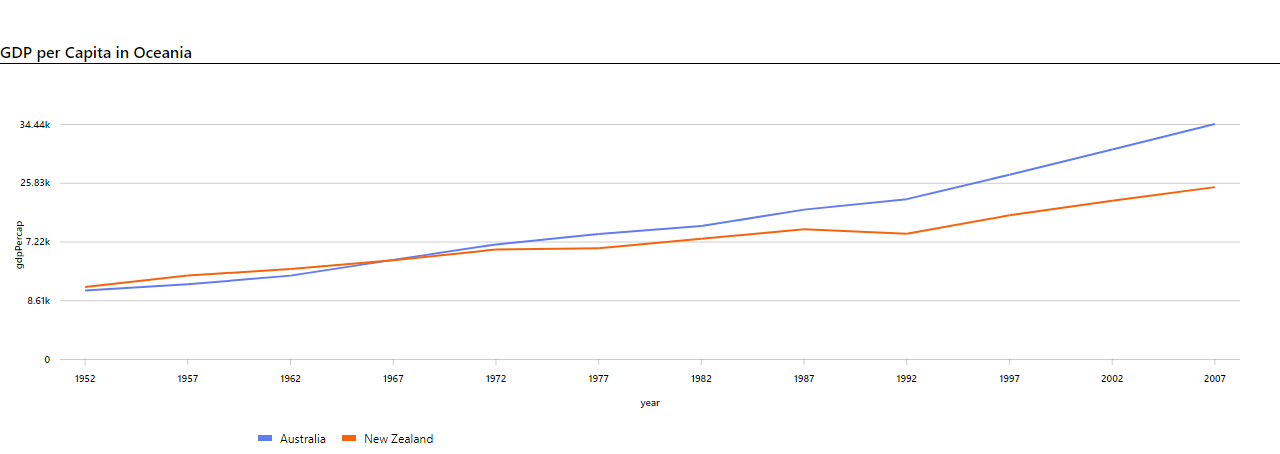 GDP per Capita in Oceania
34.44k
25.83k
7.22k
8.61k
0
gdpPercap
1952 1957 1962 1967 1972 1977 1982 1987 1992 1997 2002 2007
year
Australia New Zealand